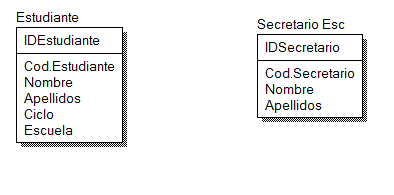 Estudiante
IDEstudiante
Cod.Estudiante
Nombre
Apellidos
Ciclo
Escuela
Secretario Esc
IDSecretario
Cod.Secretario
Nombre
Apellidos